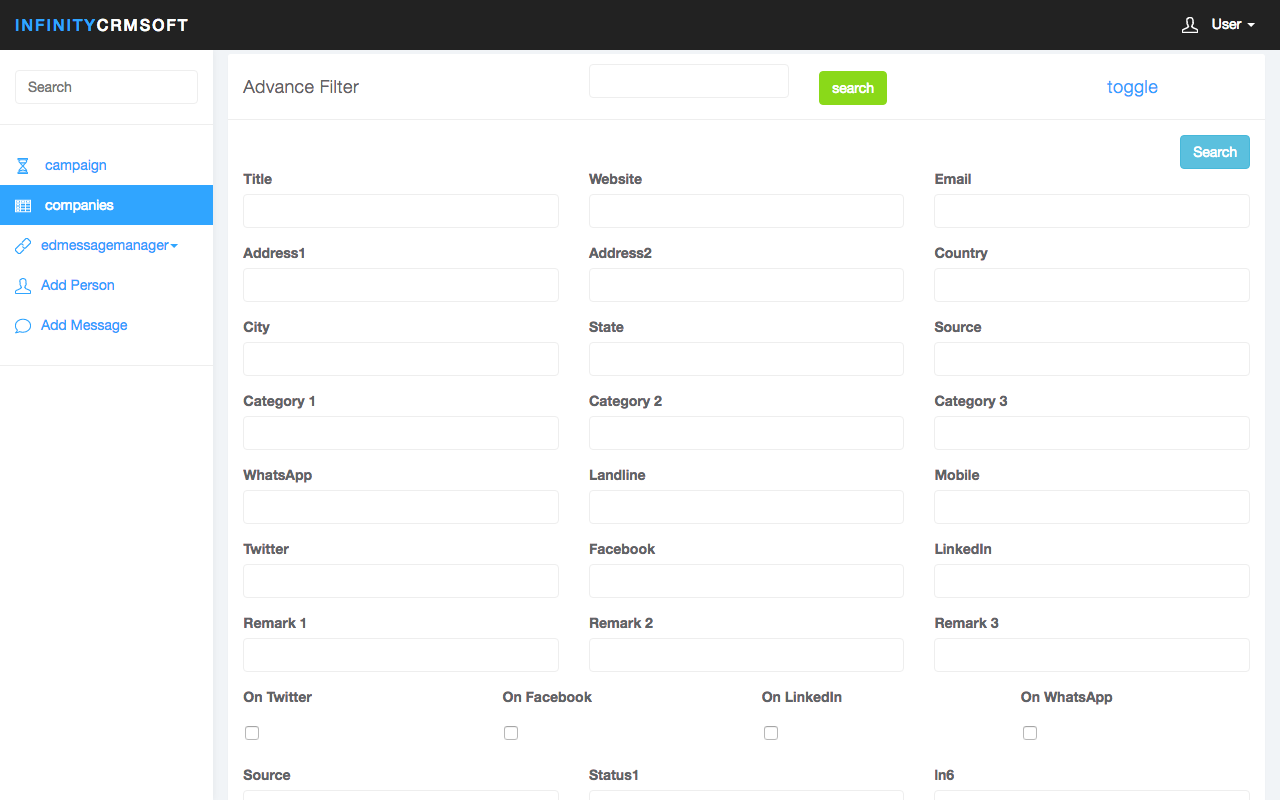 INFINITYCRMSOFT
User
Search
campaign
companies
edmessagemanager
Add Person
Add Message
Advance Filter
search
toggle
Search
Title Website Email
Address1 Address2 Country
City State Source
Category 1 Category 2 Category 3
WhatsApp Landline Mobile
Twitter Facebook LinkedIn
Remark 1 Remark 2 Remark 3
On Twitter On Facebook On LinkedIn On WhatsApp
Source Status1 In6